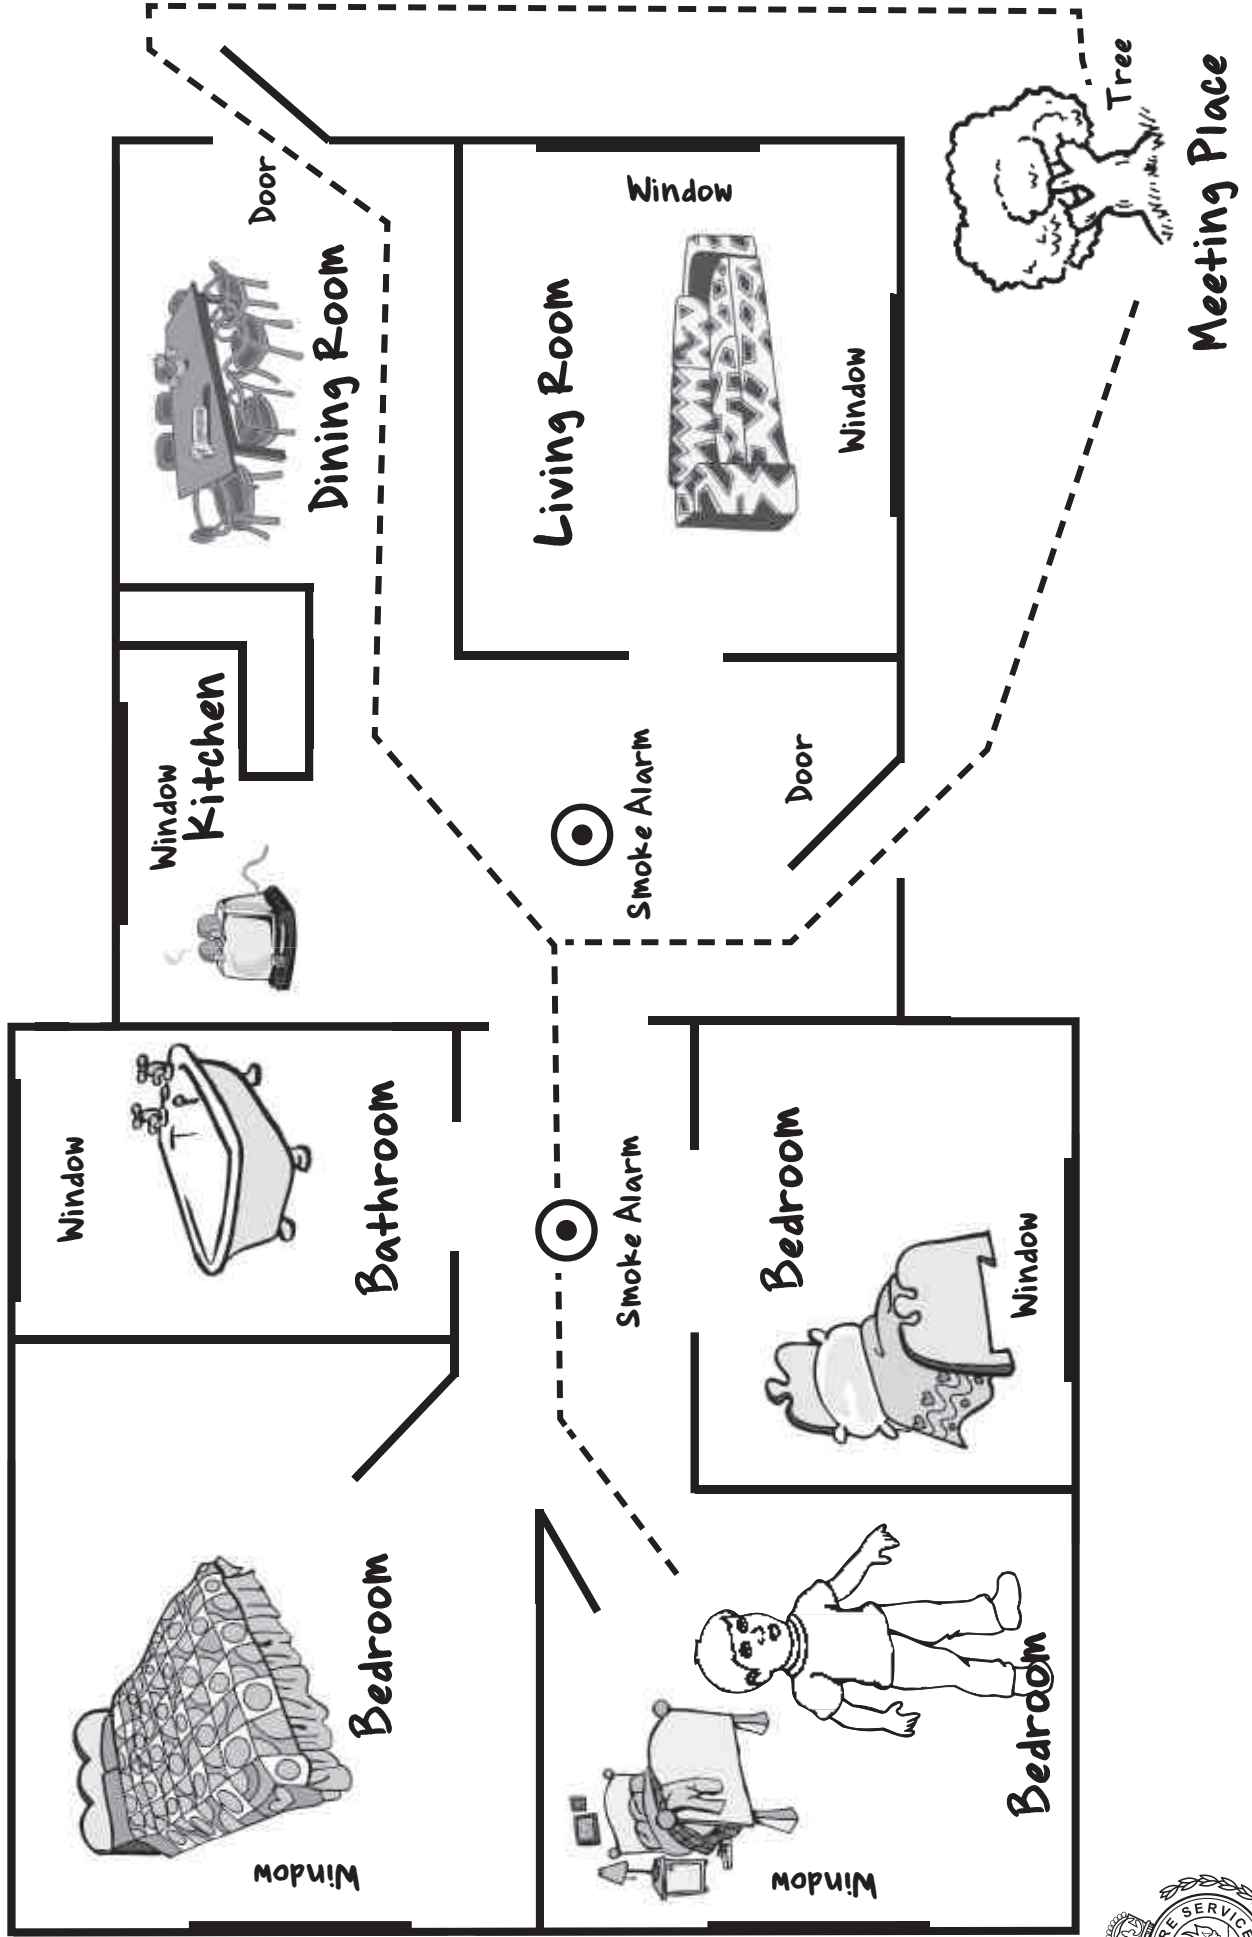 Window
Window
Kitchen
Door
Window
Dining Room
Bedroom
Bathroom
Living Room
Smoke Alarm
Smoke Alarm
Window
Bedroom
Door
Window
Window
Window
Bedroom
Tree
Meeting Place
SERVICE